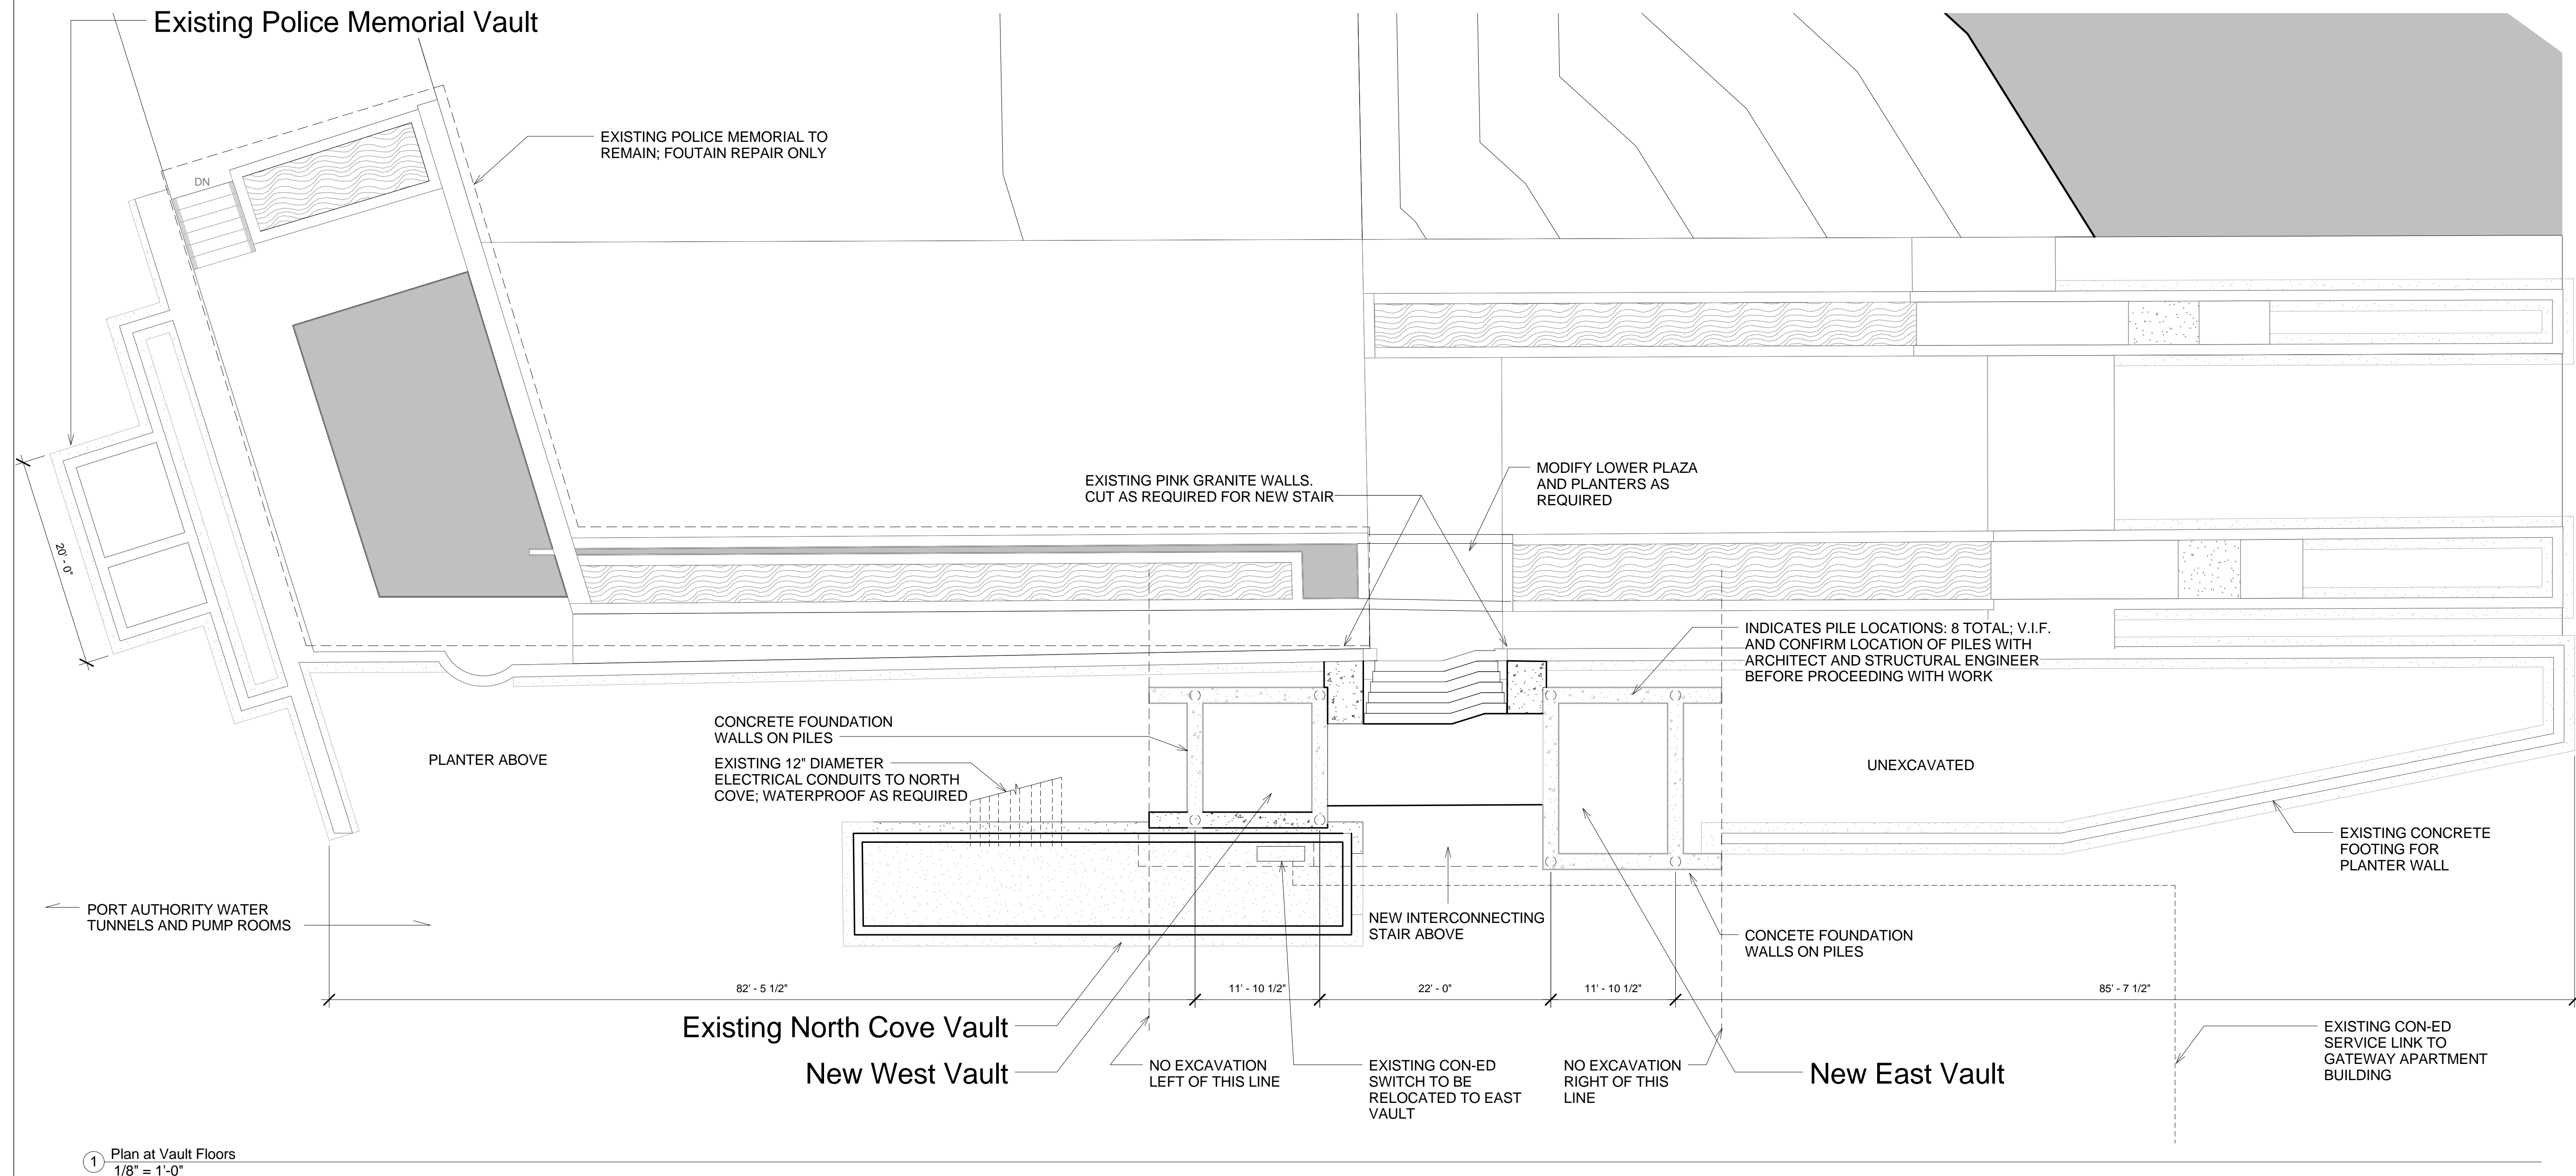 Existing Police Memorial Vault
EXISTING POLICE MEMORIAL TO
REMAIN; FOUTAIN REPAIR ONLY
DN
EXISTING PINK GRANITE WALLS.
CUT AS REQUIRED FOR NEW STAIR
MODIFY LOWER PLAZA
AND PLANTERS AS
REQUIRED
20' - 0"
INDICATES PILE LOCATIONS: 8 TOTAL; V.I.F.
AND CONFIRM LOCATION OF PILES WITH
ARCHITECT AND STRUCTURAL ENGINEER
BEFORE PROCEEDING WITH WORK
CONCRETE FOUNDATION
WALLS ON PILES
PLANTER ABOVE
EXISTING 12" DIAMETER
ELECTRICAL CONDUITS TO NORTH
COVE; WATERPROOF AS REQUIRED
UNEXCAVATED
EXISTING CONCRETE
FOOTING FOR
PLANTER WALL
PORT AUTHORITY WATER
TUNNELS AND PUMP ROOMS
NEW INTERCONNECTING
STAIR ABOVE
CONCETE FOUNDATION
WALLS ON PILES
82' - 5 1/2"
11' - 10 1/2"
22' - 0"
11' - 10 1/2"
85' - 7 1/2"
Existing North Cove Vault
New West Vault
NO EXCAVATION
LEFT OF THIS LINE
EXISTING CON-ED
SWITCH TO BE
RELOCATED TO EAST
VAULT
NO EXCAVATION
RIGHT OF THIS
LINE
New East Vault
EXISTING CON-ED
SERVICE LINK TO
GATEWAY APARTMENT
BUILDING
1
Plan at Vault Floors
1/8" = 1'-0"